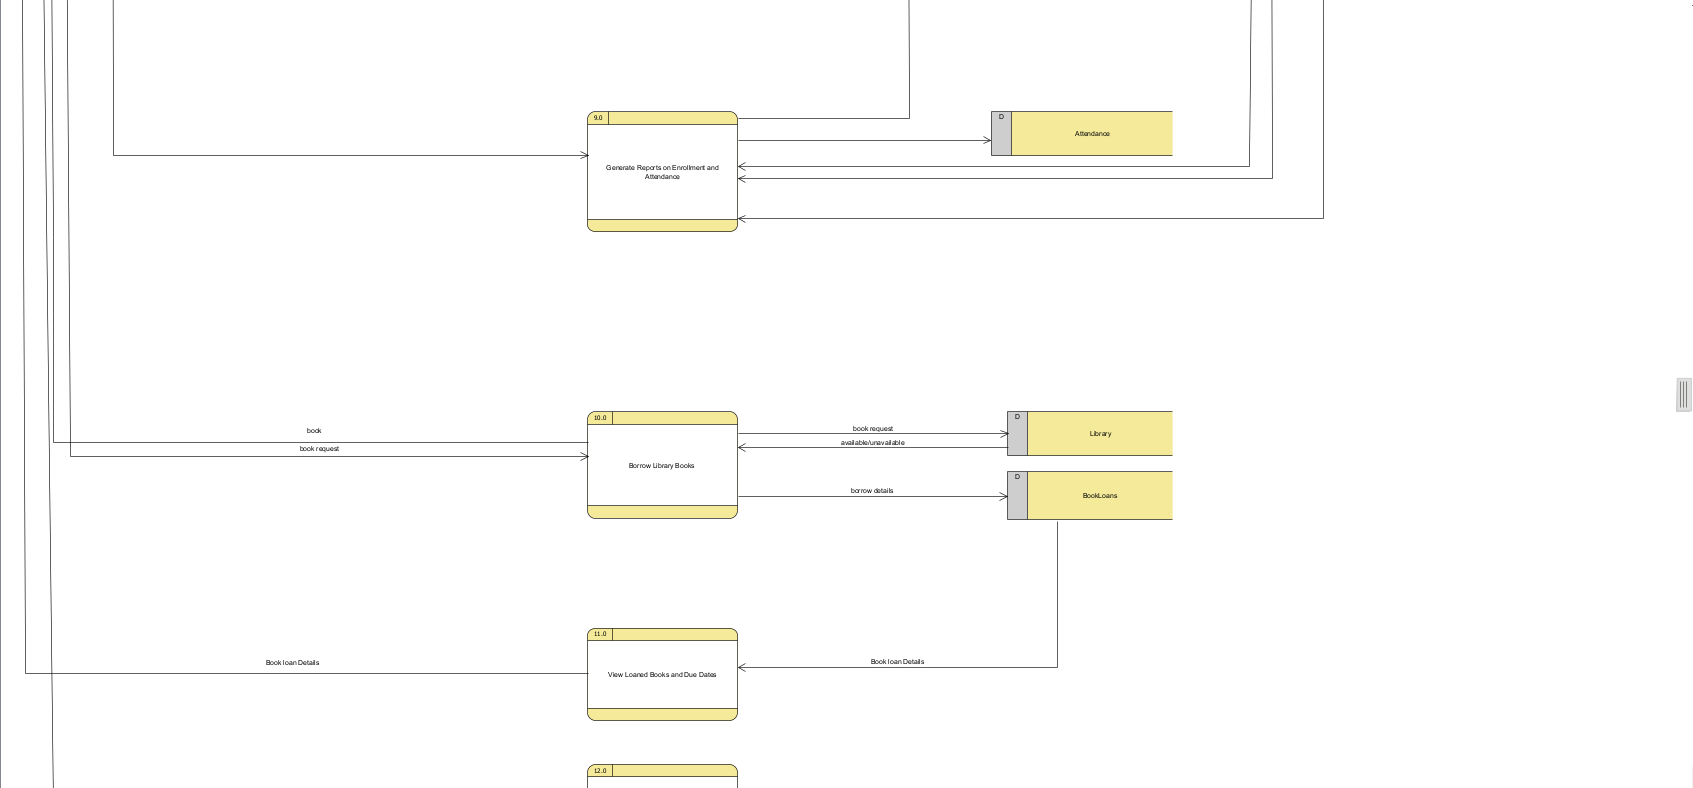 9.0
D
Attendance
Generate Reports on Enrollment and
Attendance
10.0
D
book
book request
Library
book request
available/unavailable
Borrow Library Books
D
borrow details
BookLoans
11.0
Book loan Details
Book loan Details
View Loaned Books and Due Dates
12.0